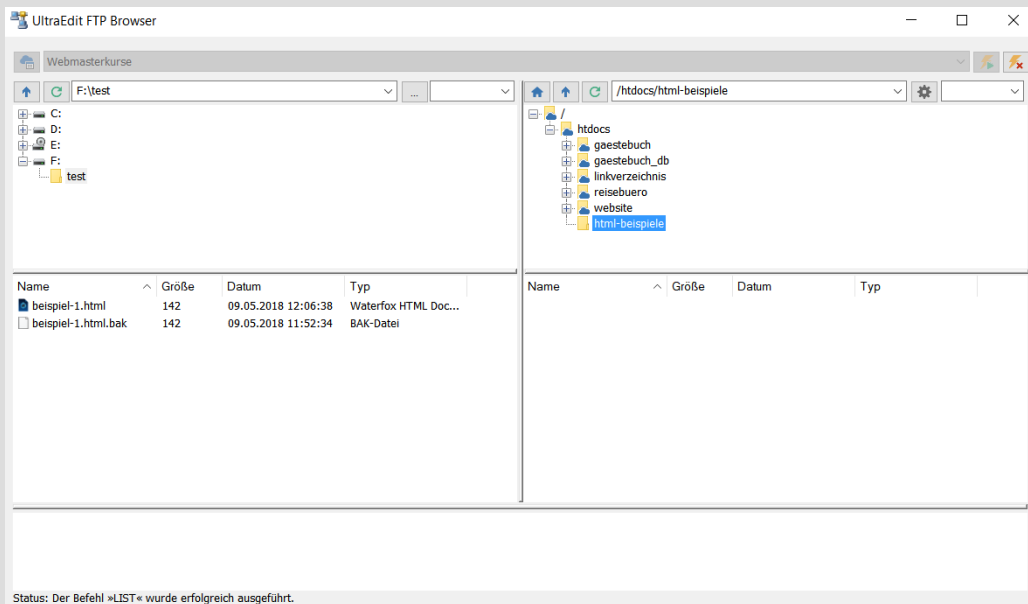 UltraEdit FTP Browser
Webmasterkurse
F:\test
...
/htdocs/html-beispiele
C:
D:
E:
F:
test
/
htdocs
gaestebuch
gaestebuch_db
linkverzeichnis
reisebuero
website
html-beispiele
Name Größe Datum Typ
beispiel-1.html 142 09.05.2018 12:06:38 Waterfox HTML Doc...
beispiel-1.html.bak 142 09.05.2018 11:52:34 BAK-Datei
Name Größe Datum Typ
Status: Der Befehl »LIST« wurde erfolgreich ausgeführt.